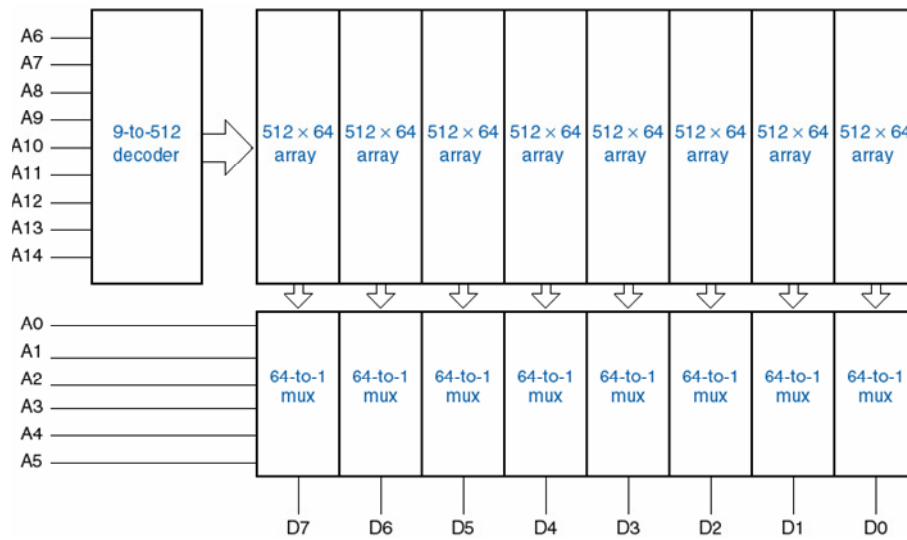 A6
A7
A8
A9
A10
A11
A12
A13
A14
9-to-512
decoder
512 × 64
array
512 × 64
array
512 × 64
array
512 × 64
array
512 × 64
array
512 × 64
array
512 × 64
array
512 × 64
array
A0
A1
A2
A3
A4
A5
64-to-1
mux
64-to-1
mux
64-to-1
mux
64-to-1
mux
64-to-1
mux
64-to-1
mux
64-to-1
mux
64-to-1
mux
D7
D6
D5
D4
D3
D2
D1
D0